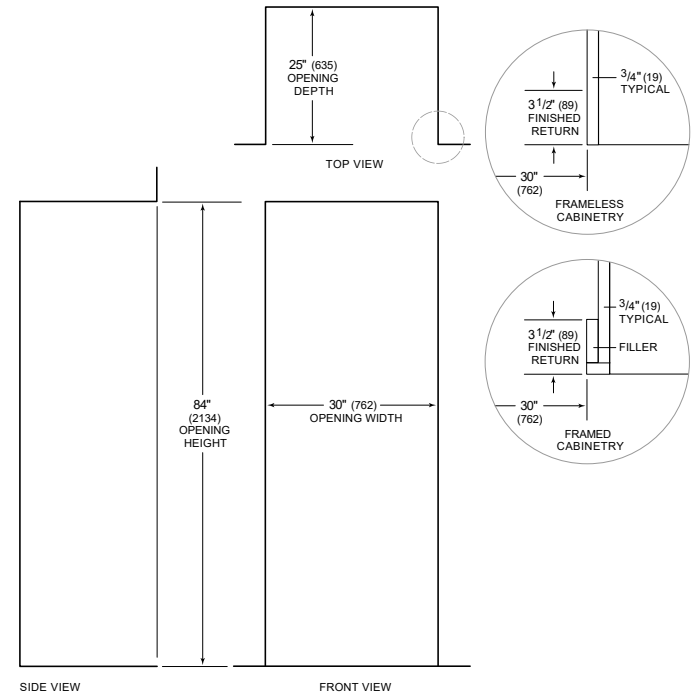 25" (635)
OPENING
DEPTH
TOP VIEW
3/4" (19)
TYPICAL
3 1/2" (89)
FINISHED
RETURN
30"
(762)
FRAMELESS
CABINETRY
3/4" (19)
TYPICAL
3 1/2" (89)
FINISHED
RETURN
FILLER
30"
(762)
FRAMED
CABINETRY
84"
(2134)
OPENING
HEIGHT
30" (762)
OPENING WIDTH
SIDE VIEW
FRONT VIEW